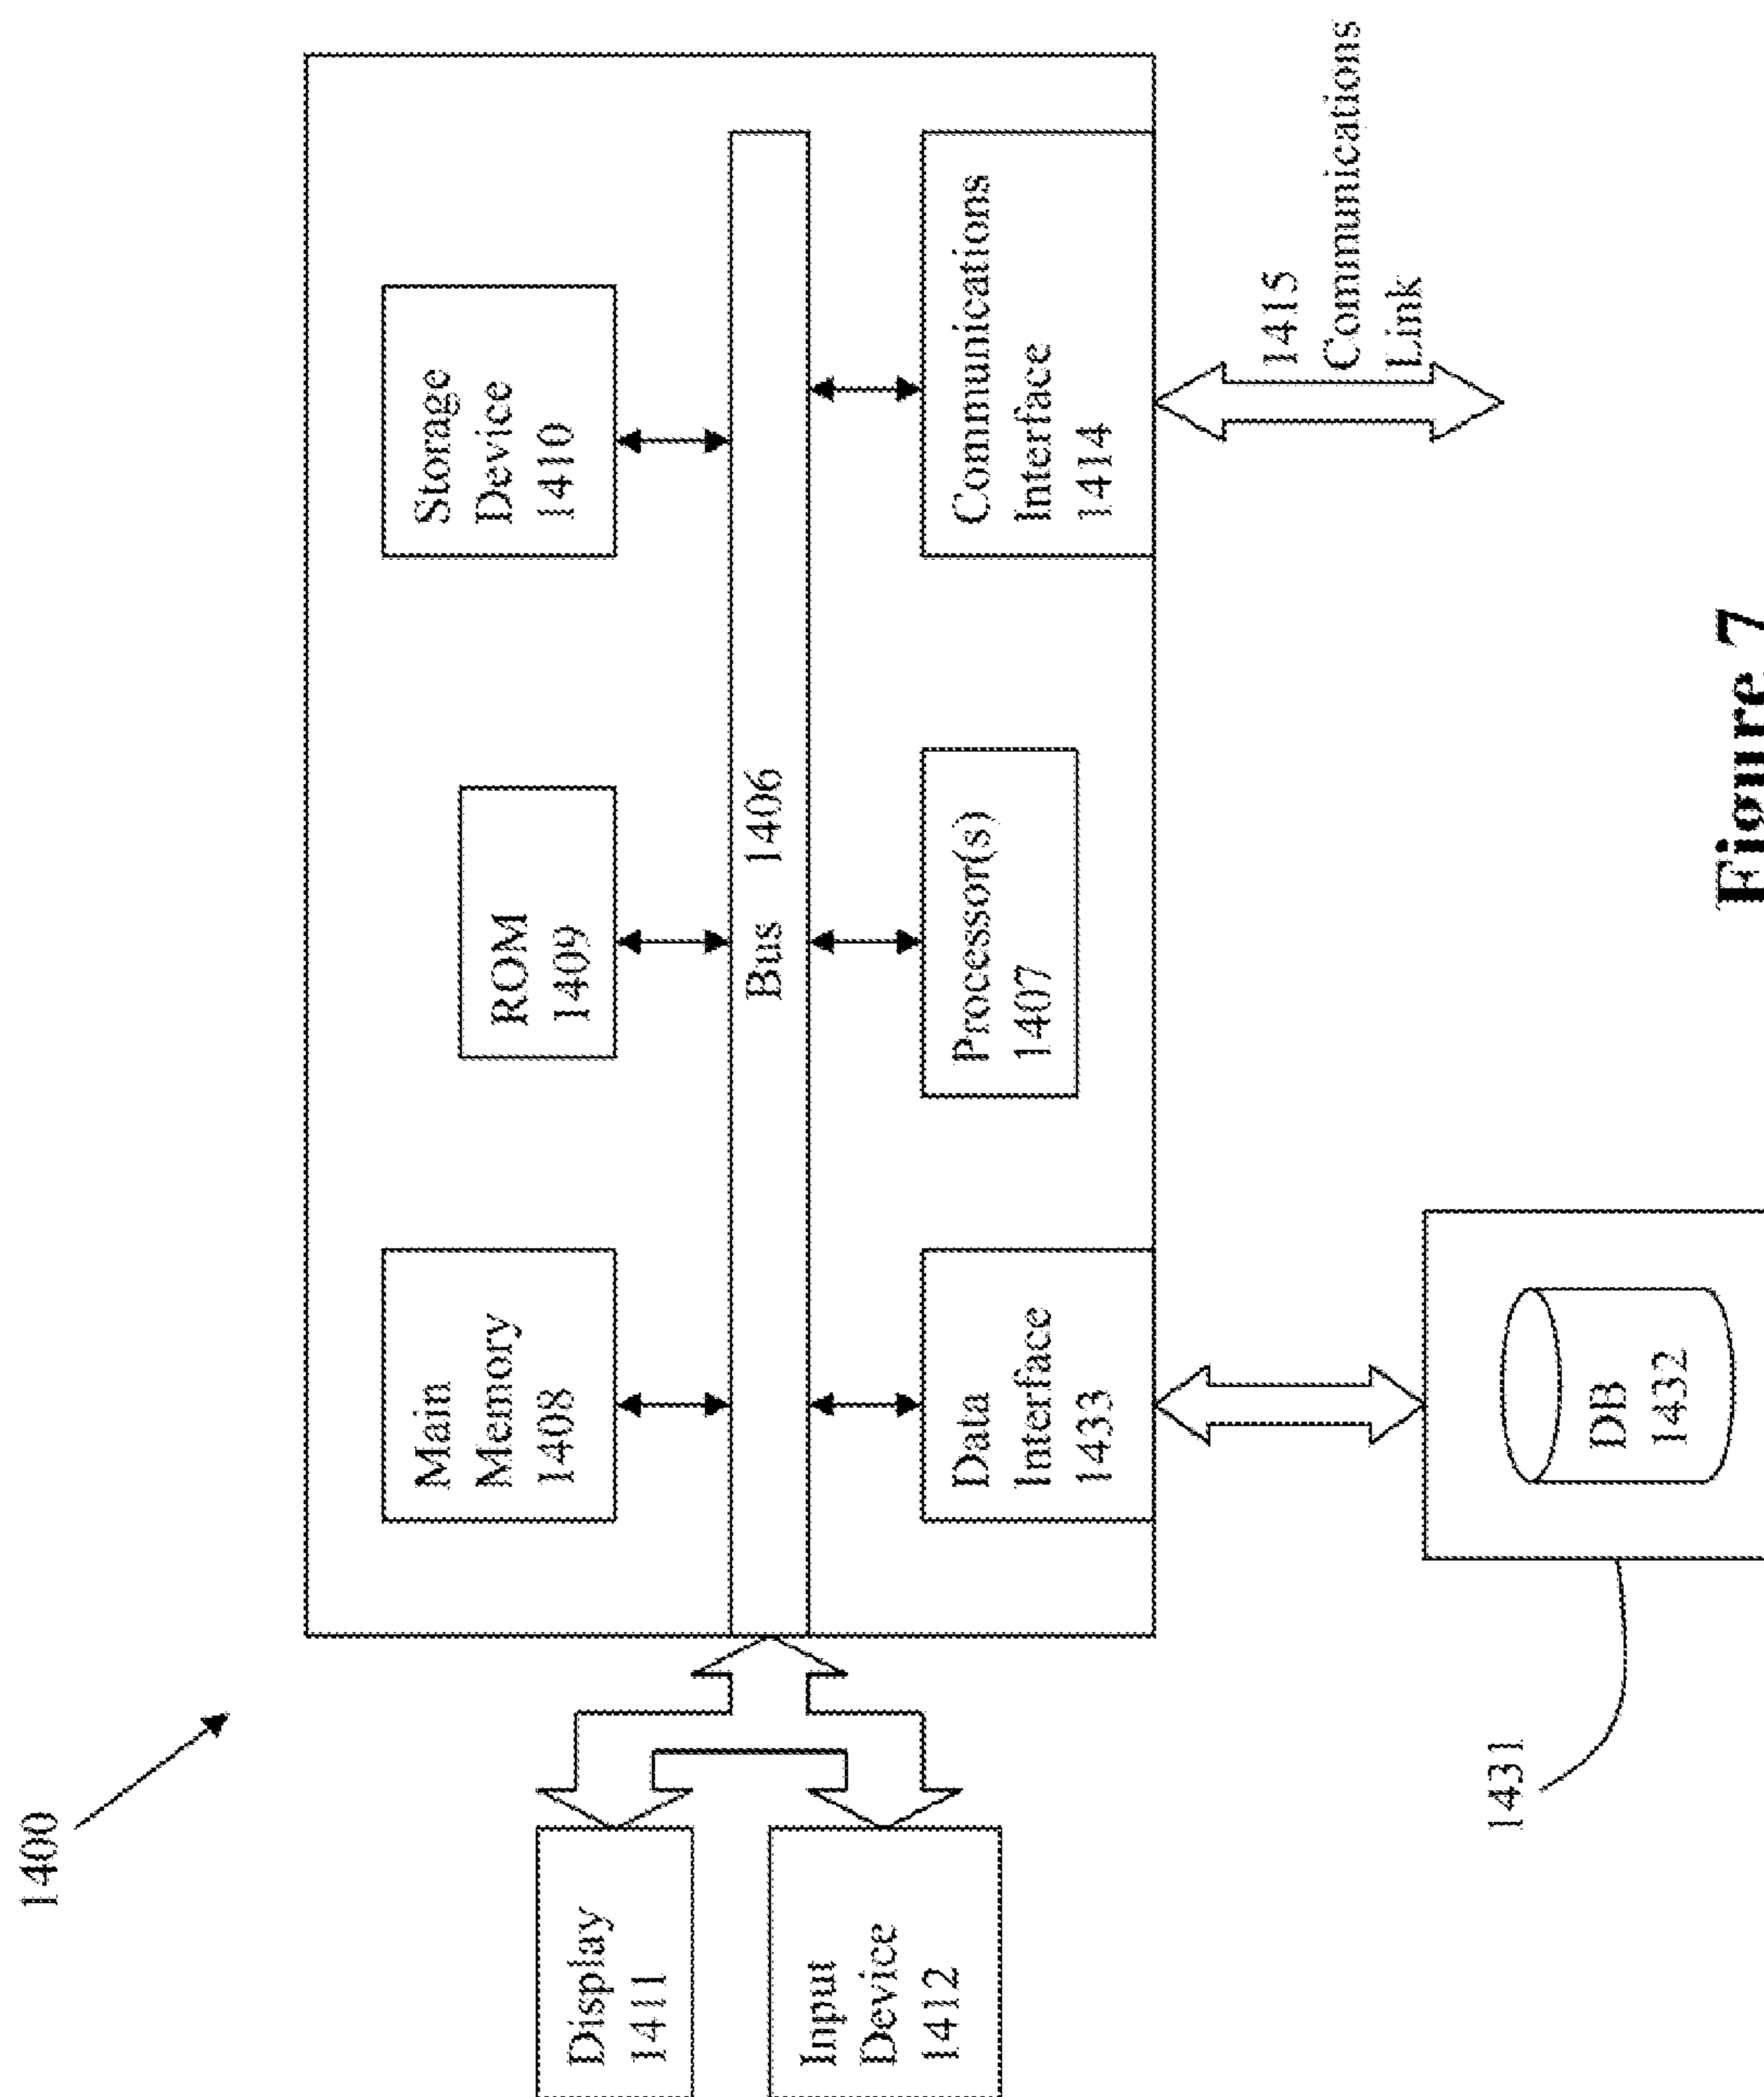 1400
Main
Memory
1408
ROM
1409
Storage
Device
1410
Display
1411
Bus 1406
Input
Device
1412
Data
Interface
1433
Processor(s)
1407
Communications
Interface
1414
1415
Communications
Link
1431
DB
1432
Figure 7